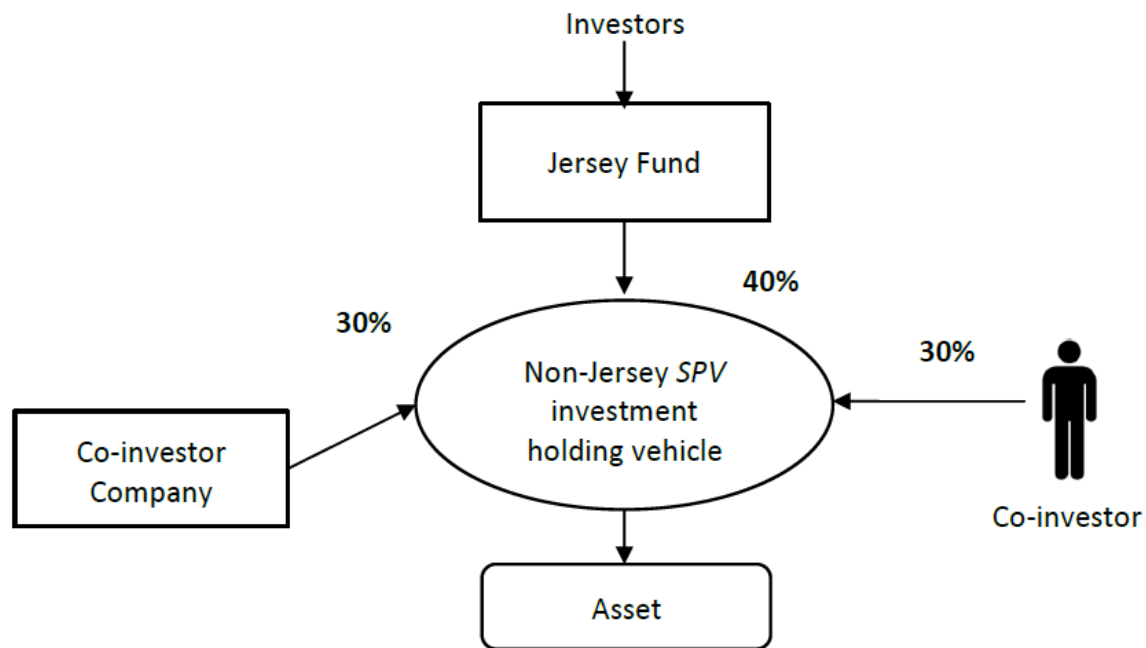 Investors
Jersey Fund
40%
30%
30%
Non-Jersey SPV
investment
holding vehicle
Co-investor
Company
Co-investor
Asset